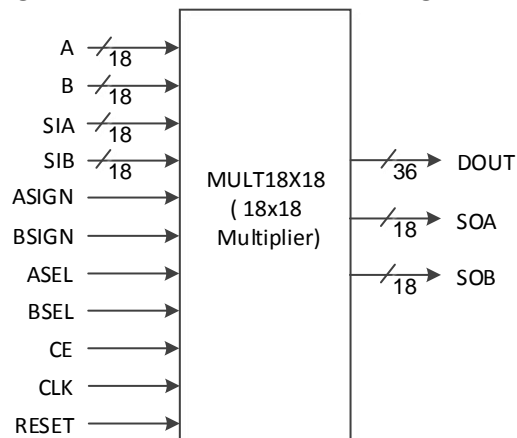 A
18
B
18
SIA
18
SIB
18
ASIGN
BSIGN
ASEL
BSEL
CE
CLK
RESET
MULT18X18
( 18x18
Multiplier)
36
DOUT
18
SOA
18
SOB